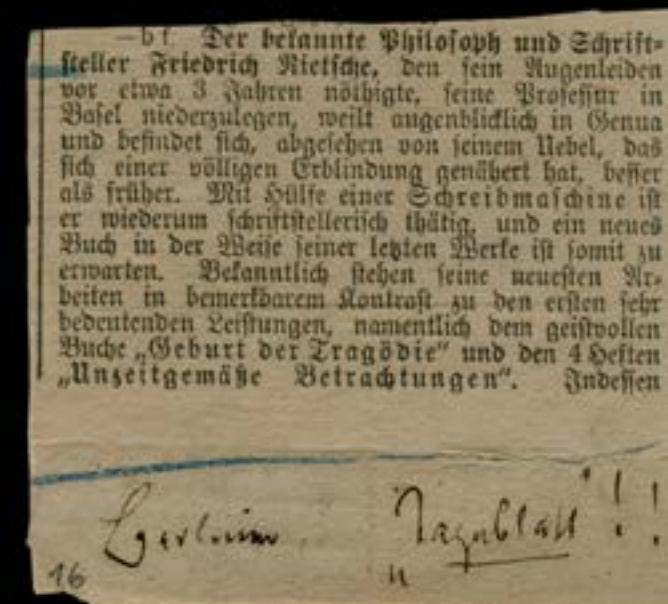 —bf. Der bekannte Philosoph und Schrift-
steller Friedrich Nietsche, den sein Augenleiden
vor etwa 3 Jahren nöthigte, seine Professur in
Basel niederzulegen, weilt augenblicklich in Genua
und befindet sich, abgesehen von seinem Uebel, das
sich einer völligen Erblindung genähert hat, besser
als früher. Mit Hülfe einer Schreibmaschine ist
er wiederum schriftstellerisch thätig, und ein neues
Buch in der Weise seiner letzten Werke ist somit zu
erwarten. Bekanntlich stehen seine neuesten Ar-
beiten in bemerkbarem Kontrast zu den ersten sehr
bedeutenden Leistungen, namentlich dem geistvollen
Buche „Geburt der Tragödie“ und den 4 Heften
„Unzeitgemäße Betrachtungen“. Indessen
Berliner Tageblatt!!
16